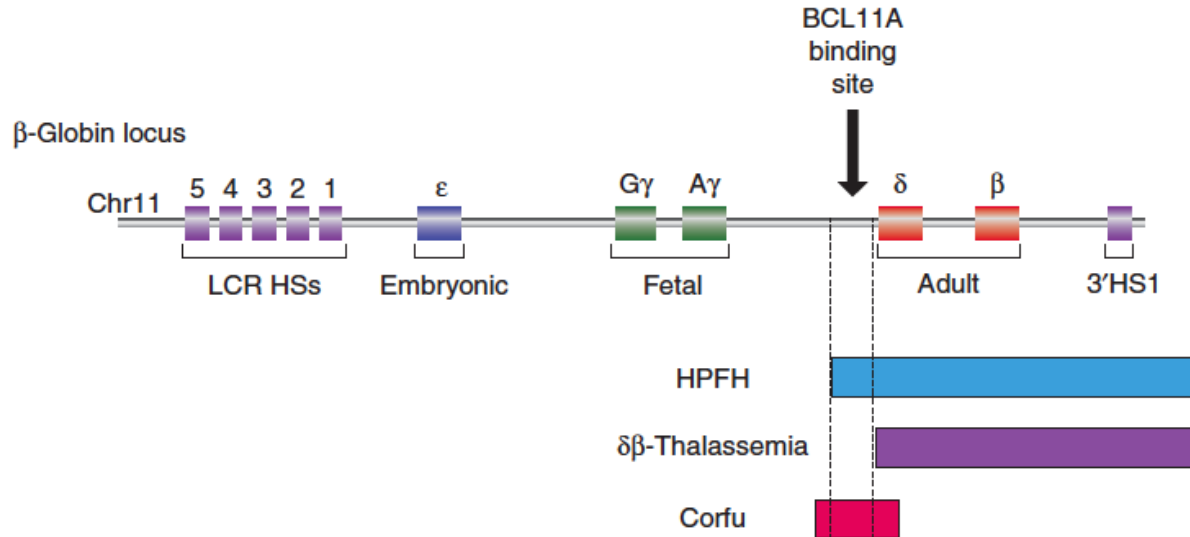 BCL11A
binding
site
β-Globin locus
Chr11
5 4 3 2 1 ε Gγ Aγ δ β
LCR HSs Embryonic Fetal Adult 3′HS1
HPFH
δβ-Thalassemia
Corfu